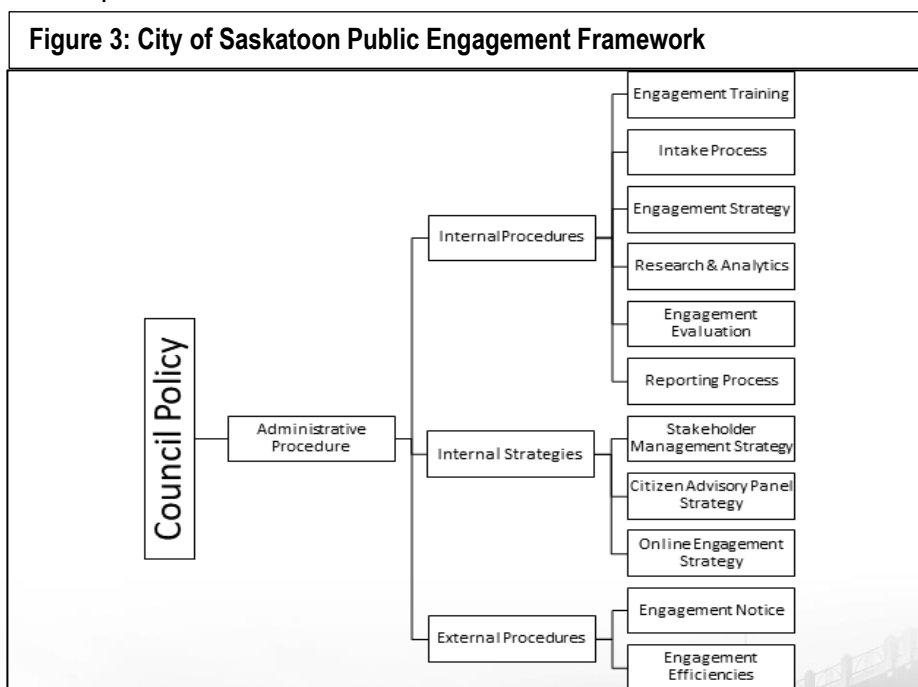 Figure 3: City of Saskatoon Public Engagement Framework
Council Policy
Administrative
Procedure
Internal Procedures
Engagement Training
Intake Process
Engagement Strategy
Research & Analytics
Engagement
Evaluation
Reporting Process
Internal Strategies
Stakeholder
Management Strategy
Citizen Advisory Panel
Strategy
Online Engagement
Strategy
External Procedures
Engagement Notice
Engagement
Efficiencies